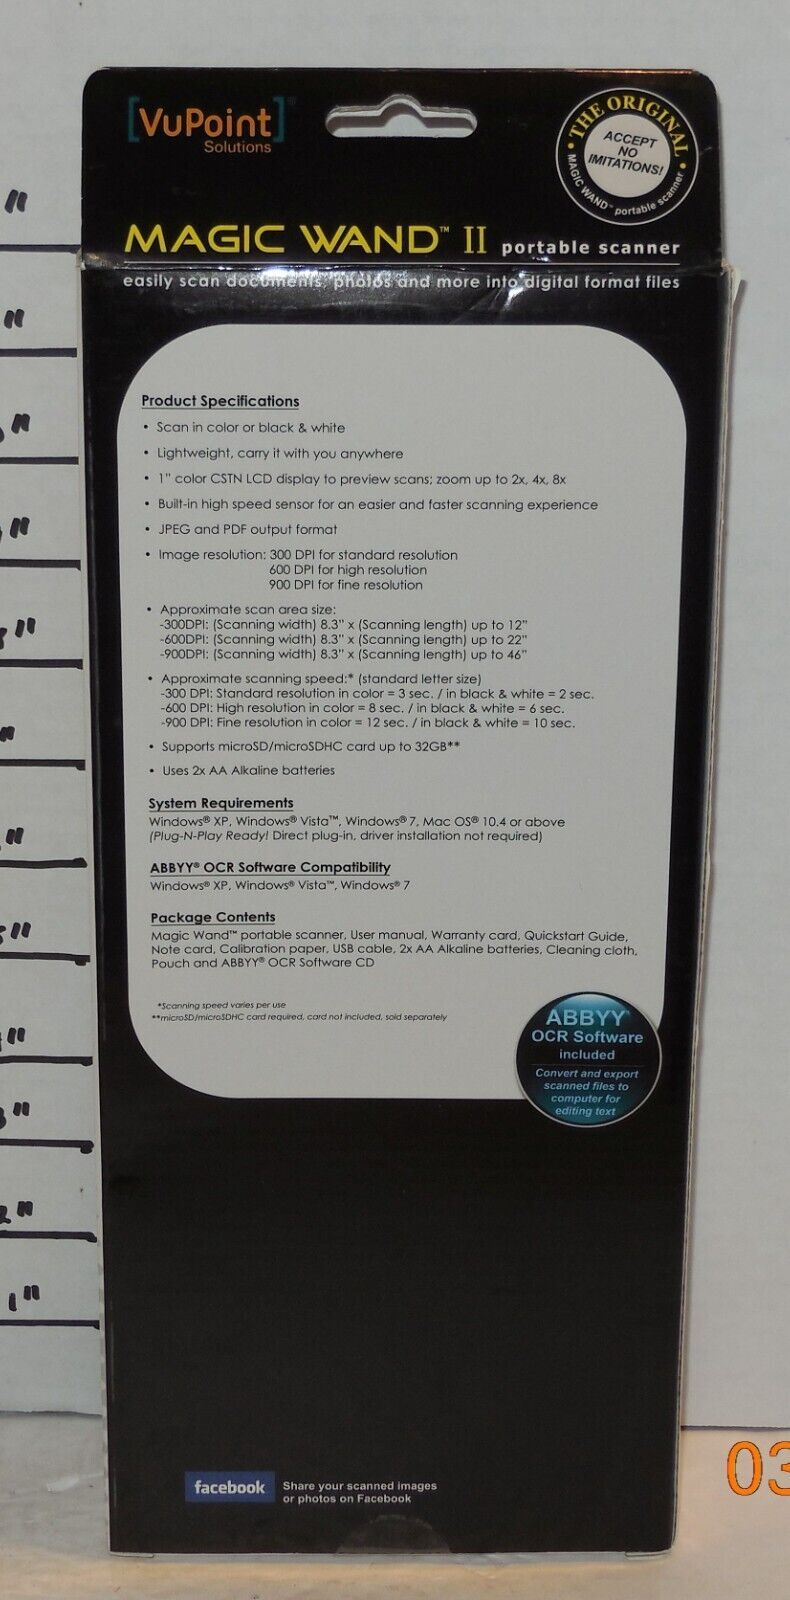 [VuPoint]
Solutions
THE ORIGINAL
ACCEPT
NO
IMITATIONS!
MAGIC WAND™ portable scanner
MAGIC WAND™ II portable scanner
easily scan documents, photos and more into digital format files
Product Specifications
• Scan in color or black & white
• Lightweight, carry it with you anywhere
• 1" color CSTN LCD display to preview scans; zoom up to 2x, 4x, 8x
• Built-in high speed sensor for an easier and faster scanning experience
• JPEG and PDF output format
• Image resolution: 300 DPI for standard resolution
600 DPI for high resolution
900 DPI for fine resolution
• Approximate scan area size:
-300DPI: (Scanning width) 8.3" x (Scanning length) up to 12"
-600DPI: (Scanning width) 8.3" x (Scanning length) up to 22"
-900DPI: (Scanning width) 8.3" x (Scanning length) up to 46"
• Approximate scanning speed:* (standard letter size)
-300 DPI: Standard resolution in color = 3 sec. / in black & white = 2 sec.
-600 DPI: High resolution in color = 8 sec. / in black & white = 6 sec.
-900 DPI: Fine resolution in color = 12 sec. / in black & white = 10 sec.
• Supports microSD/microSDHC card up to 32GB**
• Uses 2x AA Alkaline batteries
System Requirements
Windows® XP, Windows® Vista™, Windows® 7, Mac OS® 10.4 or above
(Plug-N-Play Ready! Direct plug-in, driver installation not required)
ABBYY® OCR Software Compatibility
Windows® XP, Windows® Vista™, Windows® 7
Package Contents
Magic Wand™ portable scanner, User manual, Warranty card, Quickstart Guide,
Note card, Calibration paper, USB cable, 2x AA Alkaline batteries, Cleaning cloth,
Pouch and ABBYY® OCR Software CD
*Scanning speed varies per use
**microSD/microSDHC card required, card not included, sold separately
ABBYY®
OCR Software
included
Convert and export
scanned files to
computer for
editing text
facebook
Share your scanned images
or photos on Facebook
2"
1"
03